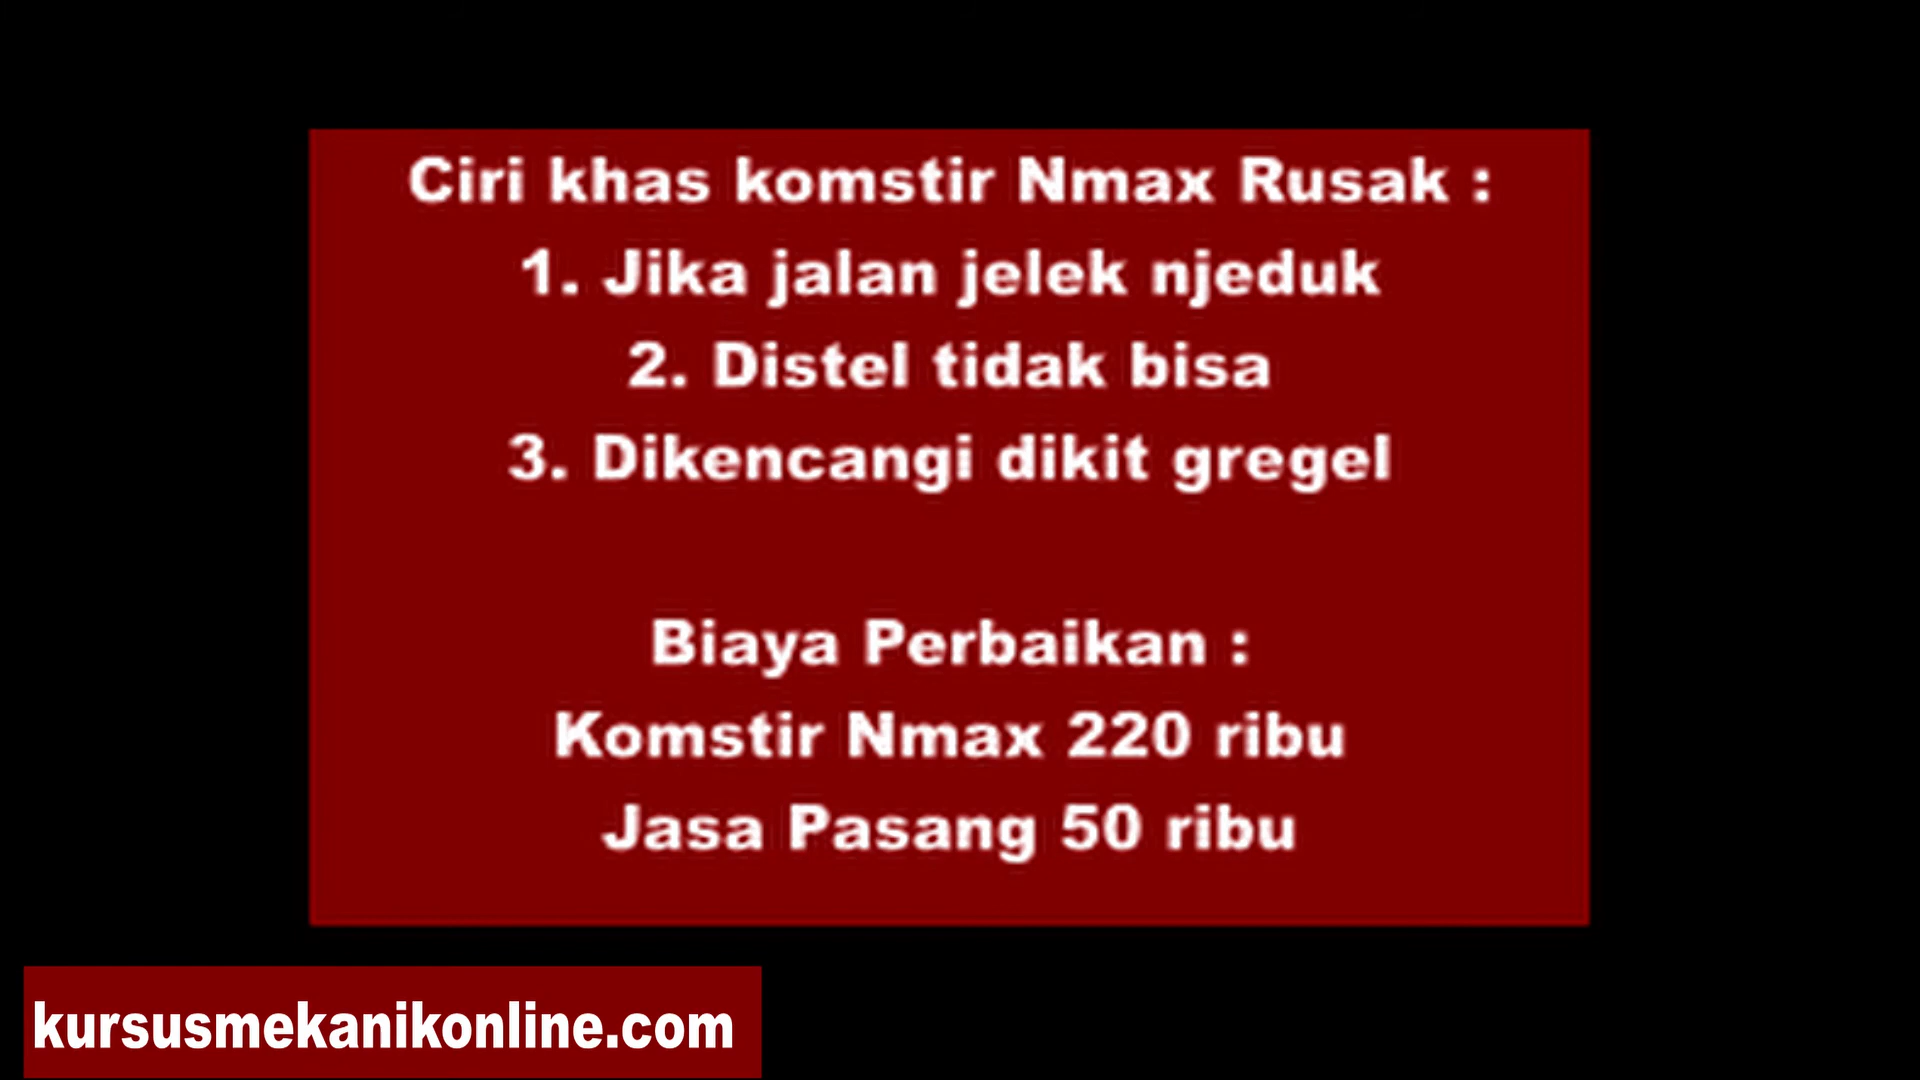 Ciri khas komstir Nmax Rusak :
1. Jika jalan jelek njeduk
2. Distel tidak bisa
3. Dikencangi dikit gregel
Biaya Perbaikan :
Komstir Nmax 220 ribu
Jasa Pasang 50 ribu
kursusmekanikonline.com